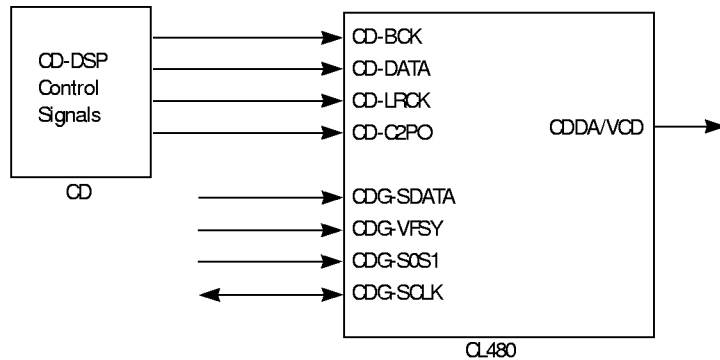 CD-DSP
Control
Signals
CD
CD-BCK
CD-DATA
CD-LRCK
CD-C2PO
CDDA/VCD
CDG-SDATA
CDG-VFSY
CDG-S0S1
CDG-SCLK
CL480